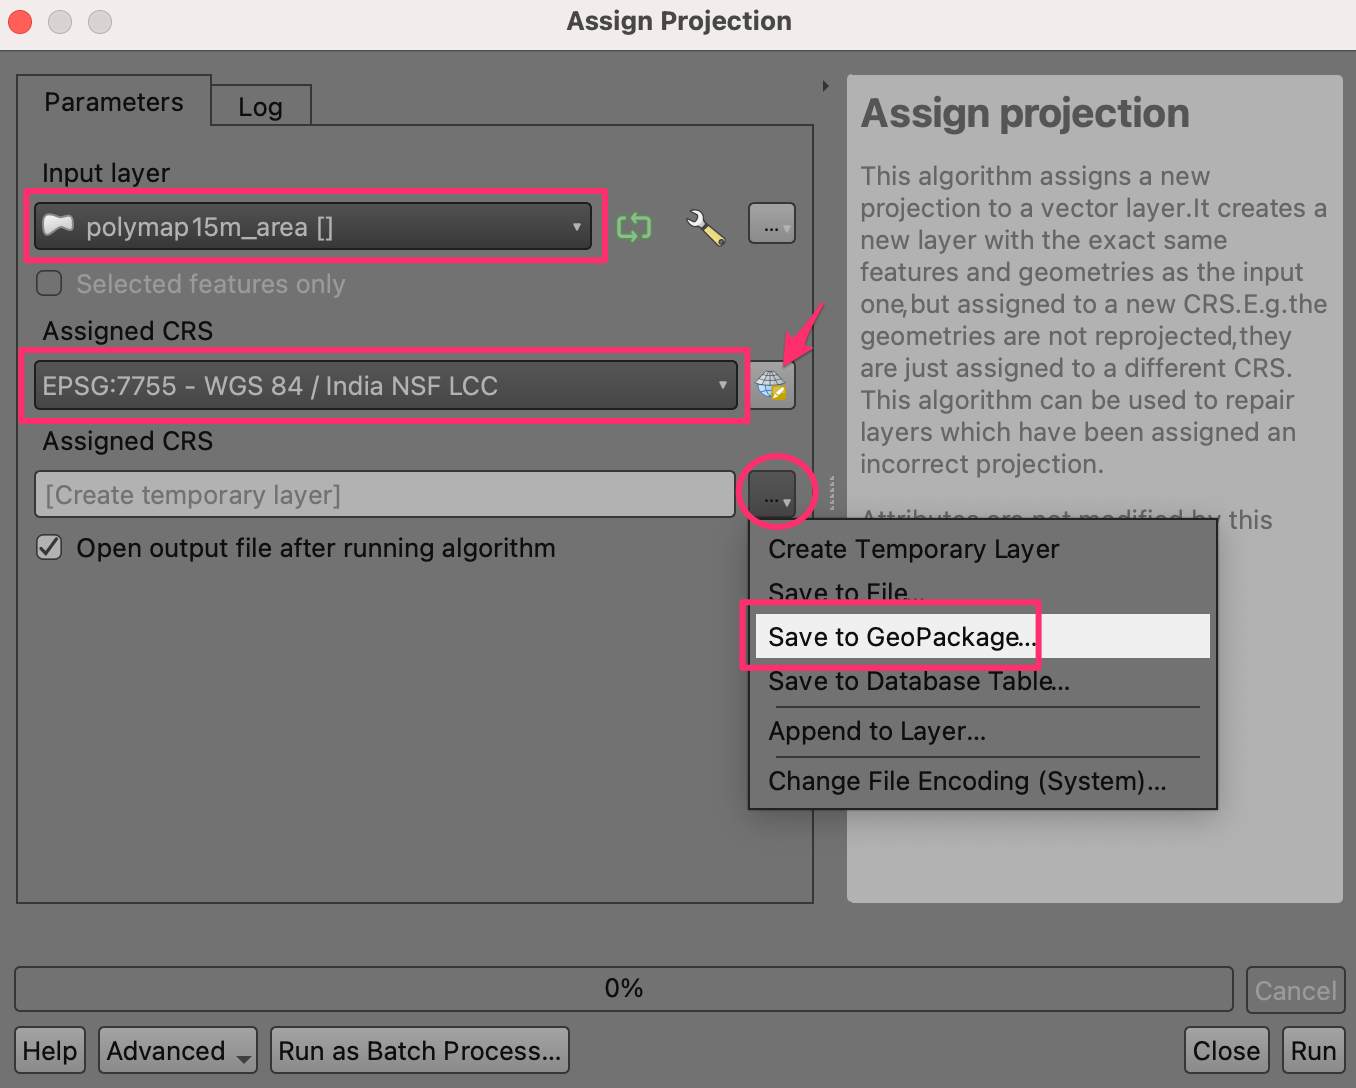 Assign Projection
Parameters
Log
Input layer
polymap15m_area []
...
Selected features only
Assigned CRS
EPSG:7755 - WGS 84 / India NSF LCC
Assigned CRS
[Create temporary layer]
...
Open output file after running algorithm
Create Temporary Layer
Save to File...
Save to GeoPackage...
Save to Database Table...
Append to Layer...
Change File Encoding (System)...
Assign projection
This algorithm assigns a new
projection to a vector layer.It creates a
new layer with the exact same
features and geometries as the input
one,but assigned to a new CRS.E.g.the
geometries are not reprojected,they
are just assigned to a different CRS.
This algorithm can be used to repair
layers which have been assigned an
incorrect projection.
Attributes are not modified by this
0%
Cancel
Help
Advanced
Run as Batch Process...
Close
Run